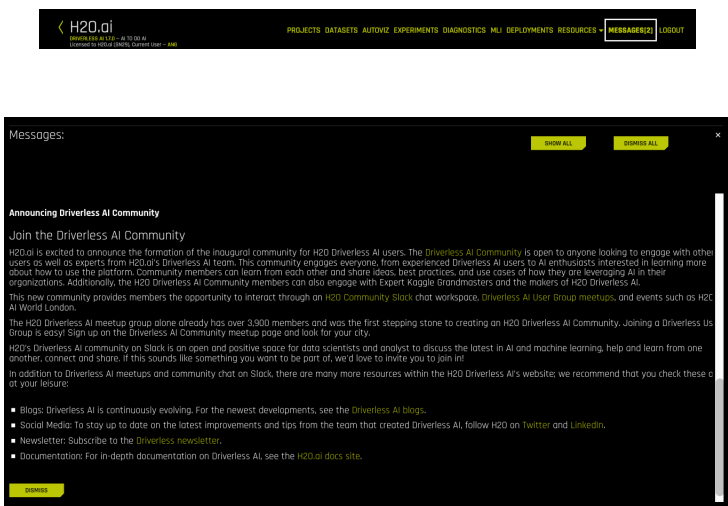 H2O.ai
DRIVERLESS AI 1.7.0 – AI TO DO AI
Licensed to H2O.ai (SN29), Current User – ANG
PROJECTS DATASETS AUTOVIZ EXPERIMENTS DIAGNOSTICS MLI DEPLOYMENTS RESOURCES MESSAGES[2] LOGOUT
Messages:
SHOW ALL
DISMISS ALL
×
Announcing Driverless AI Community
Join the Driverless AI Community
H2O.ai is excited to announce the formation of the inaugural community for H2O Driverless AI users. The Driverless AI Community is open to anyone looking to engage with other
users as well as experts from H2O.ai's Driverless AI team. This community engages everyone, from experienced Driverless AI users to AI enthusiasts interested in learning more
about how to use the platform. Community members can learn from each other and share ideas, best practices, and use cases of how they are leveraging AI in their
organizations. Additionally, the H2O Driverless AI Community members can also engage with Expert Kaggle Grandmasters and the makers of H2O Driverless AI.
This new community provides members the opportunity to interact through an H2O Community Slack chat workspace, Driverless AI User Group meetups, and events such as H2O
AI World London.
The H2O Driverless AI meetup group alone already has over 3,900 members and was the first stepping stone to creating an H2O Driverless AI Community. Joining a Driverless Us
Group is easy! Sign up on the Driverless AI Community meetup page and look for your city.
H2O's Driverless AI community on Slack is an open and positive space for data scientists and analyst to discuss the latest in AI and machine learning, help and learn from one
another, connect and share. If this sounds like something you want to be part of, we'd love to invite you to join in!
In addition to Driverless AI meetups and community chat on Slack, there are many more resources within the H2O Driverless AI's website; we recommend that you check these o
at your leisure:
▪ Blogs: Driverless AI is continuously evolving. For the newest developments, see the Driverless AI blogs.
▪ Social Media: To stay up to date on the latest improvements and tips from the team that created Driverless AI, follow H2O on Twitter and LinkedIn.
▪ Newsletter: Subscribe to the Driverless newsletter.
▪ Documentation: For in-depth documentation on Driverless AI, see the H2O.ai docs site.
DISMISS